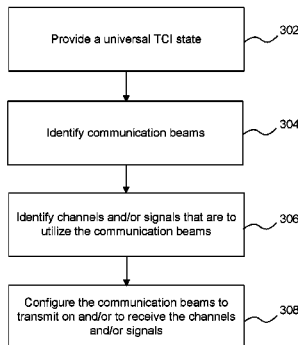 Provide a universal TCI state
302
Identify communication beams
304
Identify channels and/or signals that are to
utilize the communication beams
306
Configure the communication beams to
transmit on and/or to receive the channels
and/or signals
308